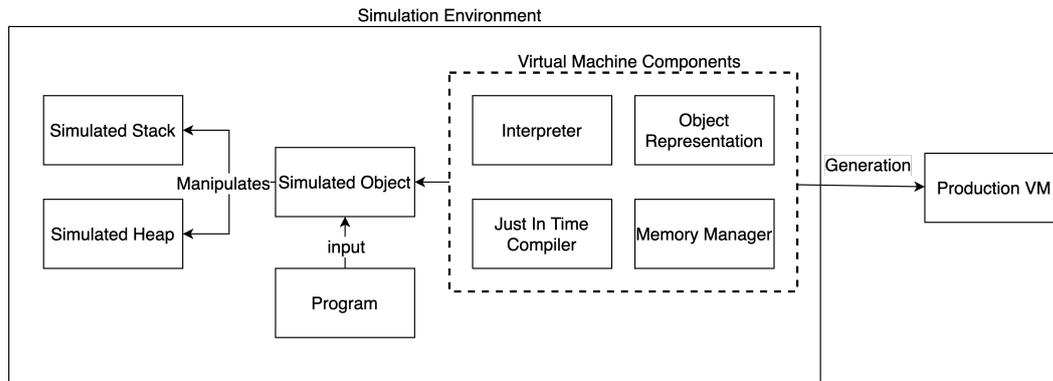 Simulation Environment
Virtual Machine Components
Simulated Stack
Interpreter
Object
Representation
Generation
Manipulates
Simulated Object
Production VM
Simulated Heap
input
Just In Time
Compiler
Memory Manager
Program